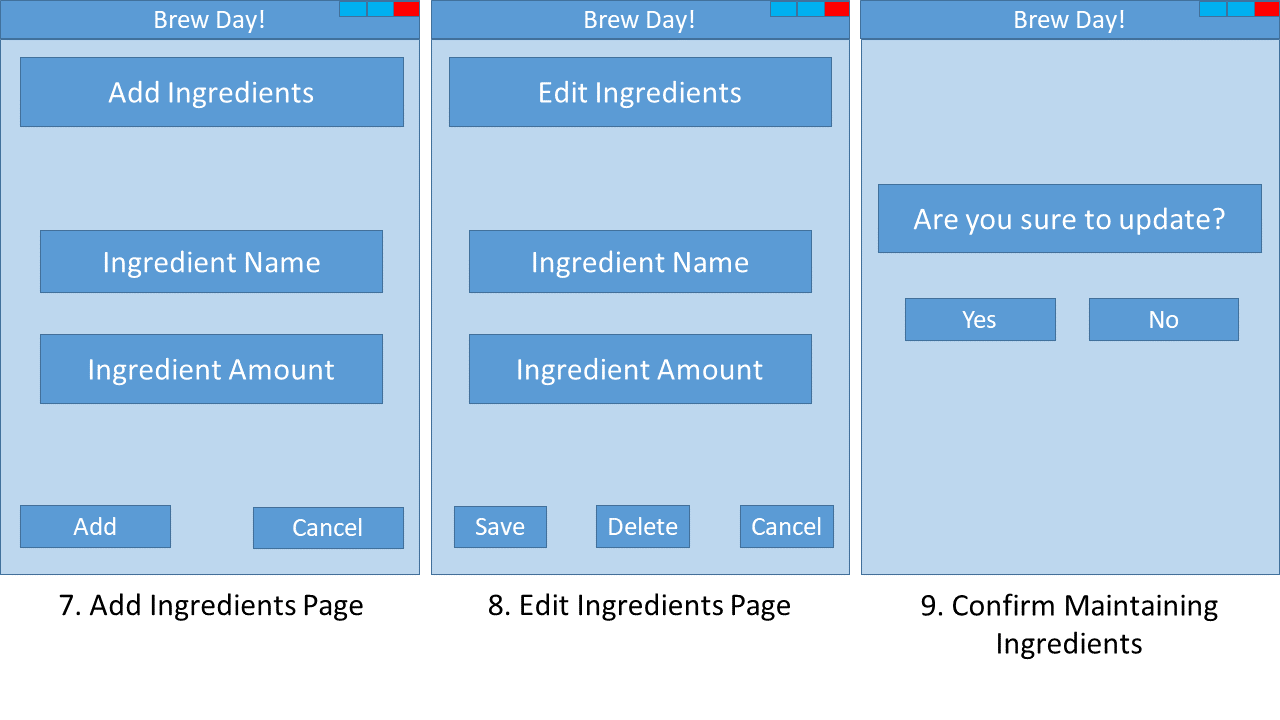 Brew Day!
Add Ingredients
Ingredient Name
Ingredient Amount
Add
Cancel
7. Add Ingredients Page
Brew Day!
Edit Ingredients
Ingredient Name
Ingredient Amount
Save
Delete
Cancel
8. Edit Ingredients Page
Brew Day!
Are you sure to update?
Yes
No
9. Confirm Maintaining
Ingredients